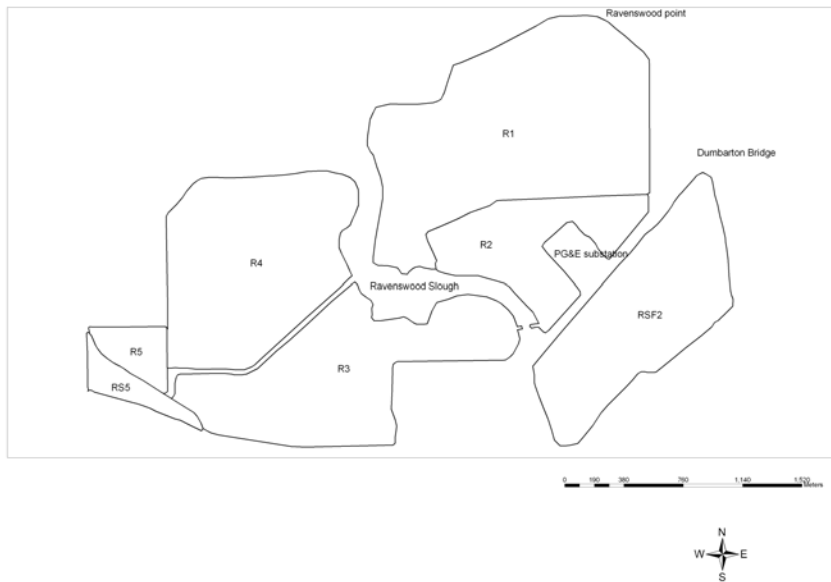 Ravenswood point
R1
Dumbarton Bridge
R2
PG&E substation
R4
Ravenswood Slough
RSF2
R5
R3
RS5
0 190 380 760 1,140 1,520
Meters
N
W E
S